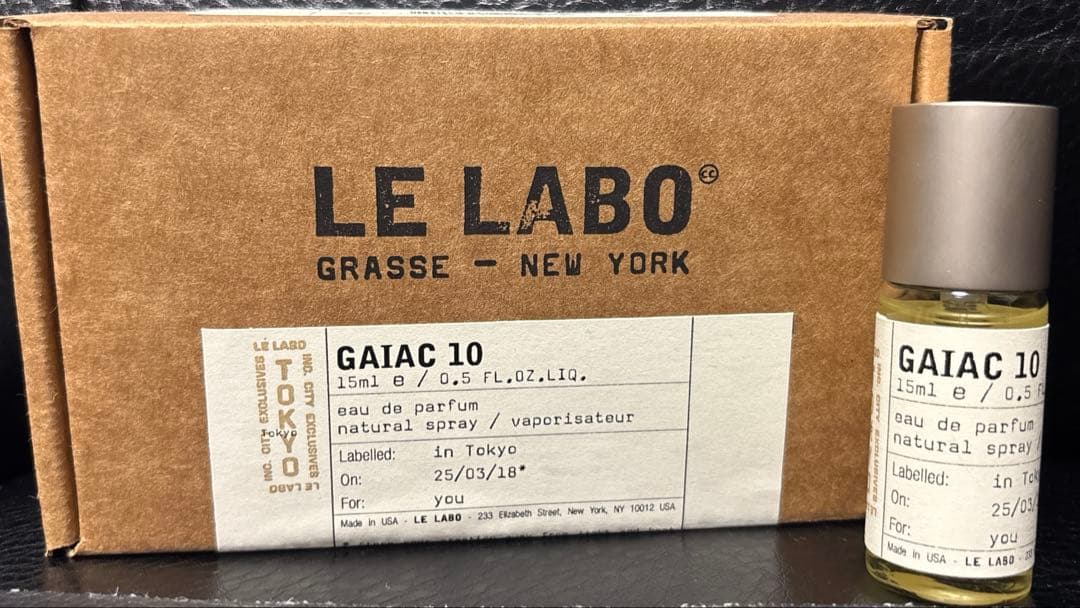 LE LABO
GRASSE — NEW YORK
LE LABO
INC. CITY EXCLUSIVES
TOKYO
Tokyo
INC. CITY EXCLUSIVES
LE LABO
GAIAC 10
15ml e / 0.5 FL.OZ.LIQ.
eau de parfum
natural spray / vaporisateur
Labelled: in Tokyo
On: 25/03/18*
For: you
Made in USA - LE LABO - 233 Elizabeth Street, New York, NY 10012 USA
GAIAC 10
15ml e / 0.5
eau de parfum
natural spray /
Labelled: in Tok
On: 25/03/
For: you
Made in USA - LE LABO -